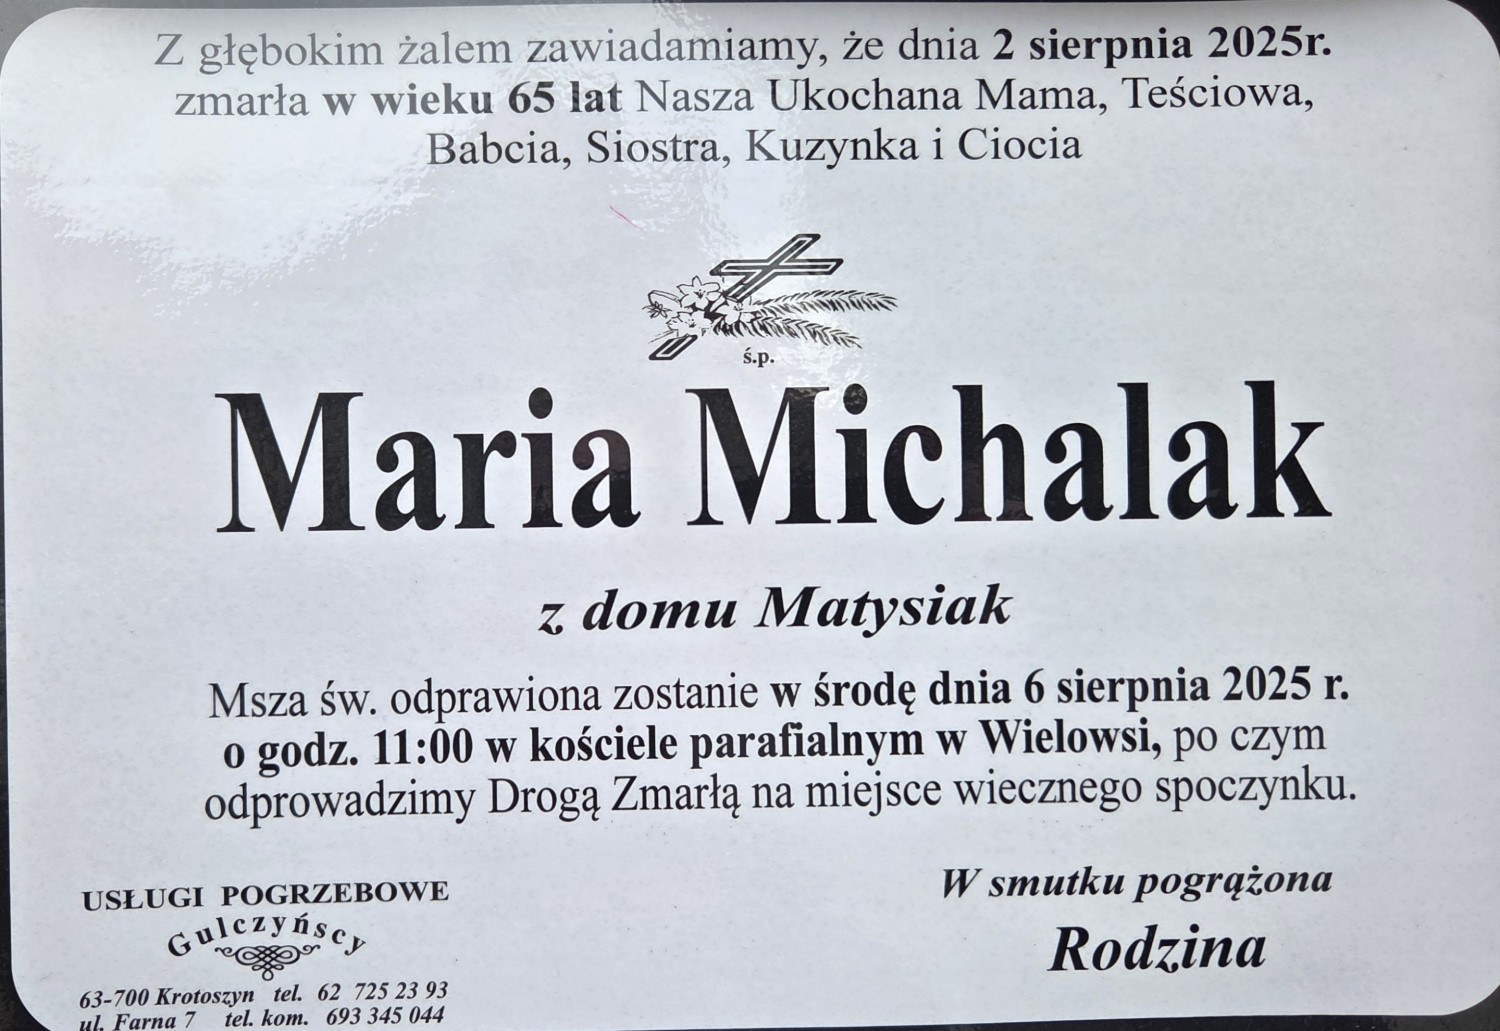 Z głębokim żalem zawiadamiamy, że dnia 2 sierpnia 2025r.
zmarła w wieku 65 lat Nasza Ukochana Mama, Teściowa,
Babcia, Siostra, Kuzynka i Ciocia
ś.p.
Maria Michalak
z domu Matysiak
Msza św. odprawiona zostanie w środę dnia 6 sierpnia 2025 r.
o godz. 11:00 w kościele parafialnym w Wielowsi, po czym
odprowadzimy Drogą Zmarłą na miejsce wiecznego spoczynku.
W smutku pogrążona
Rodzina
USŁUGI POGRZEBOWE
Gulczyńscy
63-700 Krotoszyn tel. 62 725 23 93
ul. Farna 7 tel. kom. 693 345 044